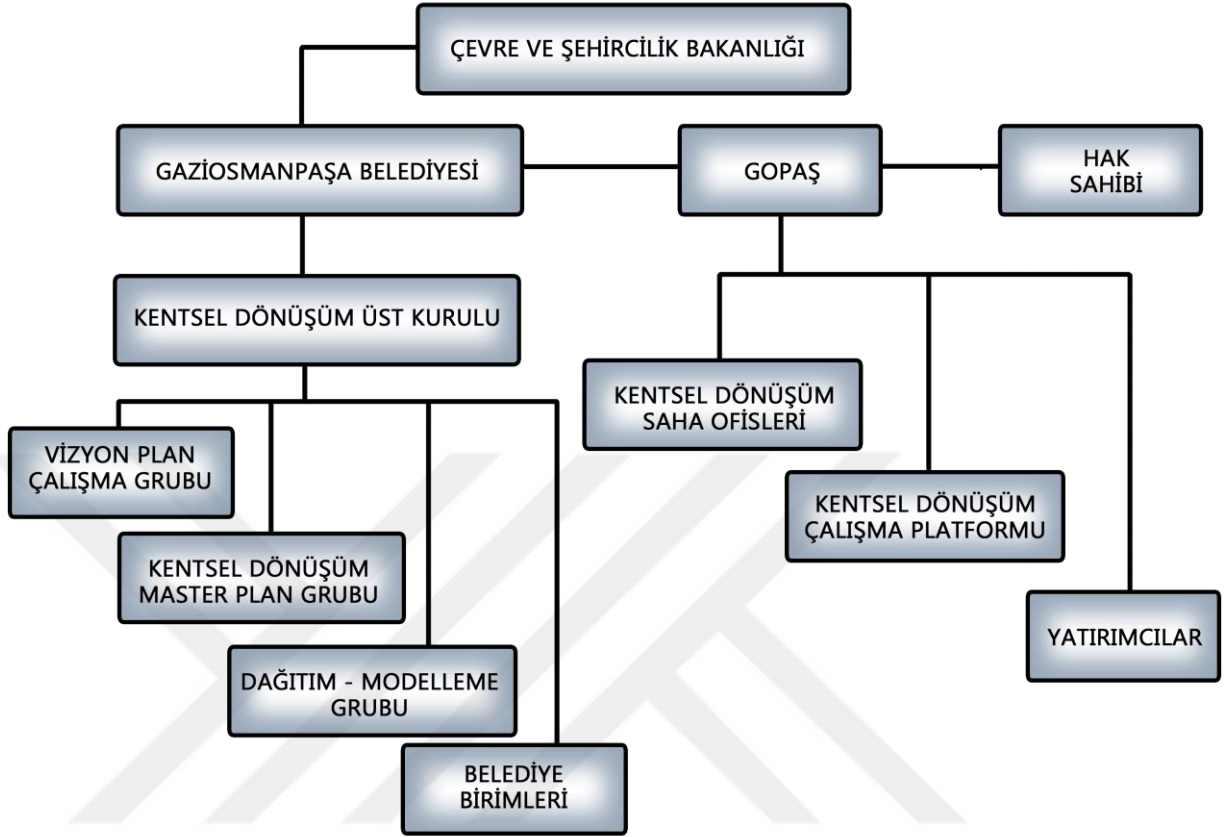 ÇEVRE VE ŞEHİRCİLİK BAKANLIĞI
GAZİOSMANPAŞA BELEDİYESİ
GOPAŞ
HAK
SAHİBİ
KENTSEL DÖNÜŞÜM ÜST KURULU
KENTSEL DÖNÜŞÜM
SAHA OFİSLERİ
VİZYON PLAN
ÇALIŞMA GRUBU
KENTSEL DÖNÜŞÜM
ÇALIŞMA PLATFORMU
KENTSEL DÖNÜŞÜM
MASTER PLAN GRUBU
YATIRIMCILAR
DAĞITIM - MODELLEME
GRUBU
BELEDİYE
BİRİMLERİ